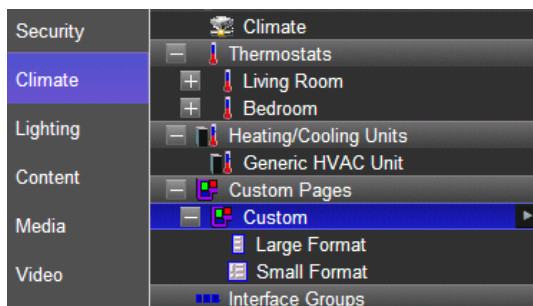 Security
Climate
Lighting
Content
Media
Video
Climate
Thermostats
Living Room
Bedroom
Heating/Cooling Units
Generic HVAC Unit
Custom Pages
Custom
Large Format
Small Format
Interface Groups